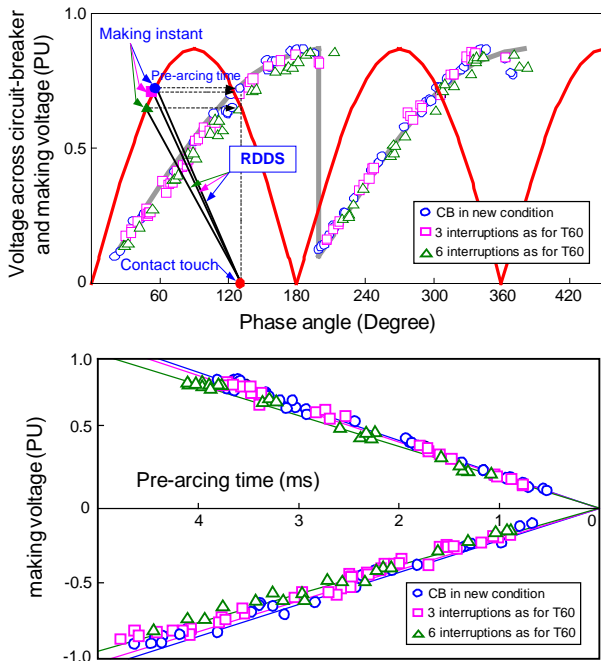 Voltage across circuit-breaker
and making voltage (PU)
1.0
0.5
0
Making instant
Pre-arcing time
RDDS
Contact touch
CB in new condition
3 interruptions as for T60
6 interruptions as for T60
60 120 180 240 300 360 420
Phase angle (Degree)
making voltage (PU)
1.0
0.5
0
-0.5
-1.0
Pre-arcing time (ms)
4 3 2 1 0
CB in new condition
3 interruptions as for T60
6 interruptions as for T60